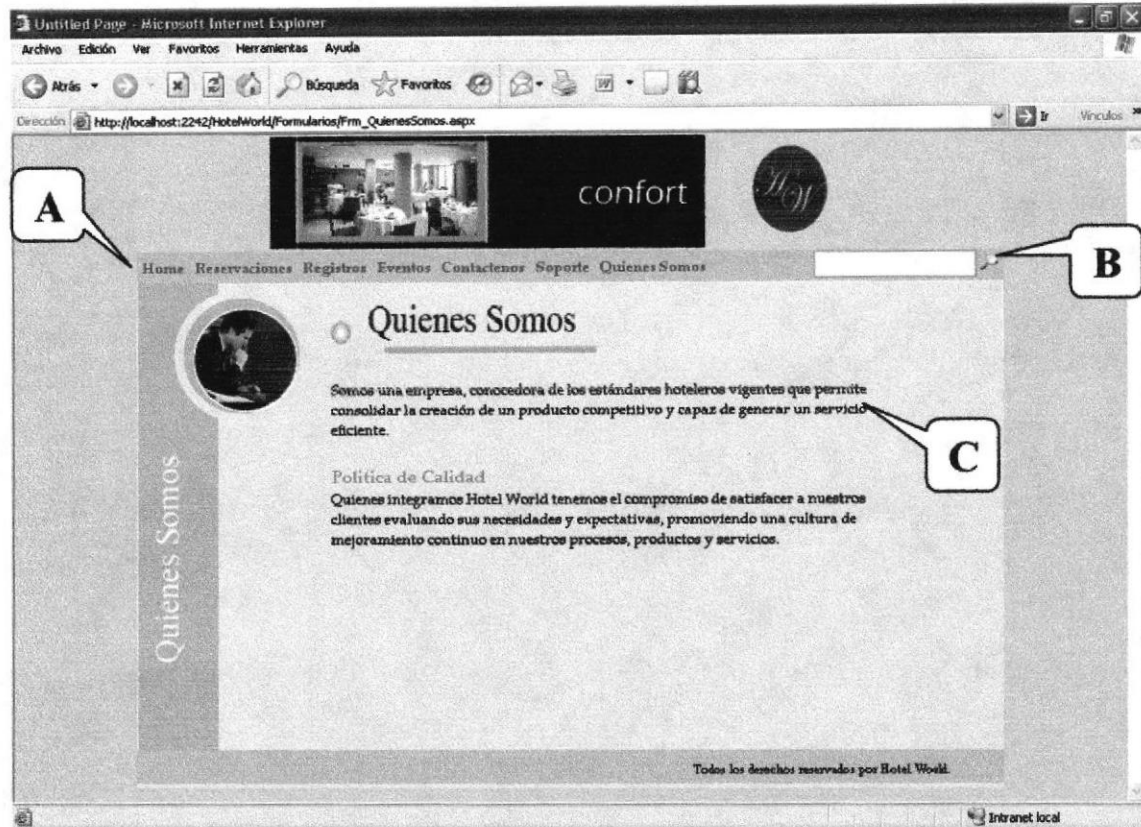 Untitled Page - Microsoft Internet Explorer
Archivo Edición Ver Favoritos Herramientas Ayuda
Atrás Búsqueda Favoritos
Dirección http://localhost:2242/HotelWorld/Formularios/Frm_QuienesSomos.aspx Ir Vínculos
confort
HW
A
Home Reservaciones Registros Eventos Contactenos Soporte Quienes Somos
B
Quienes Somos
Somos una empresa, conocedora de los estándares hoteleros vigentes que permite
consolidar la creación de un producto competitivo y capaz de generar un servicio
eficiente.
C
Politica de Calidad
Quienes integramos Hotel World tenemos el compromiso de satisfacer a nuestros
clientes evaluando sus necesidades y expectativas, promoviendo una cultura de
mejoramiento continuo en nuestros procesos, productos y servicios.
Quienes Somos
Todos los derechos reservados por Hotel World.
Intranet local